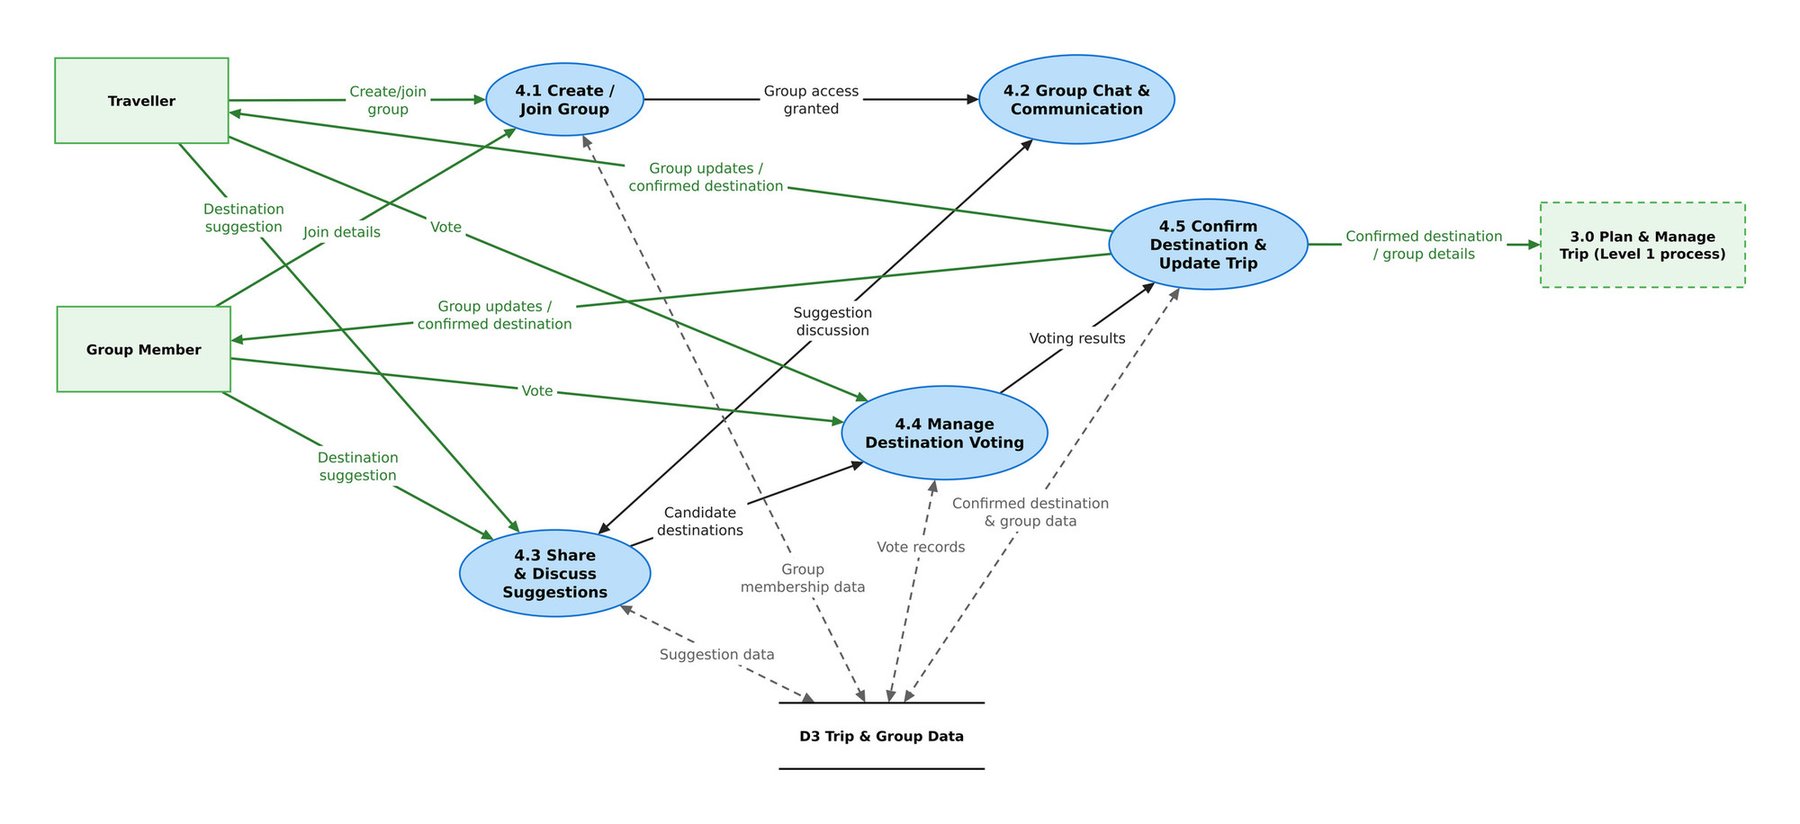 Traveller
Create/join
group
4.1 Create /
Join Group
Group access
granted
4.2 Group Chat &
Communication
Group updates /
confirmed destination
Destination
suggestion
Join details
Vote
4.5 Confirm
Destination &
Update Trip
Confirmed destination
/ group details
3.0 Plan & Manage
Trip (Level 1 process)
Group updates /
confirmed destination
Suggestion
discussion
Voting results
Group Member
Vote
4.4 Manage
Destination Voting
Destination
suggestion
Candidate
destinations
Confirmed destination
& group data
Vote records
4.3 Share
& Discuss
Suggestions
Group
membership data
Suggestion data
D3 Trip & Group Data